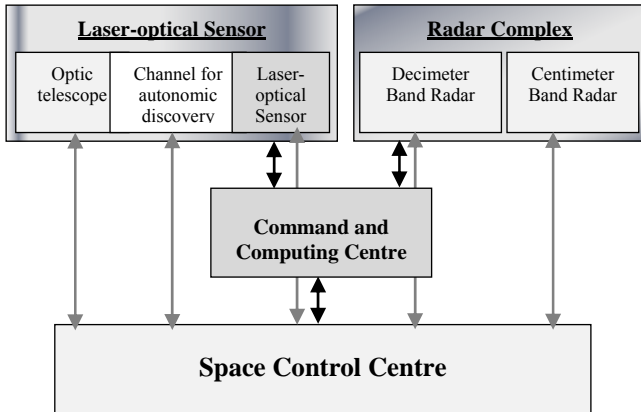 Laser-optical Sensor
Optic
telescope
Channel for
autonomic
discovery
Laser-
optical
Sensor
Radar Complex
Decimeter
Band Radar
Centimeter
Band Radar
Command and
Computing Centre
Space Control Centre